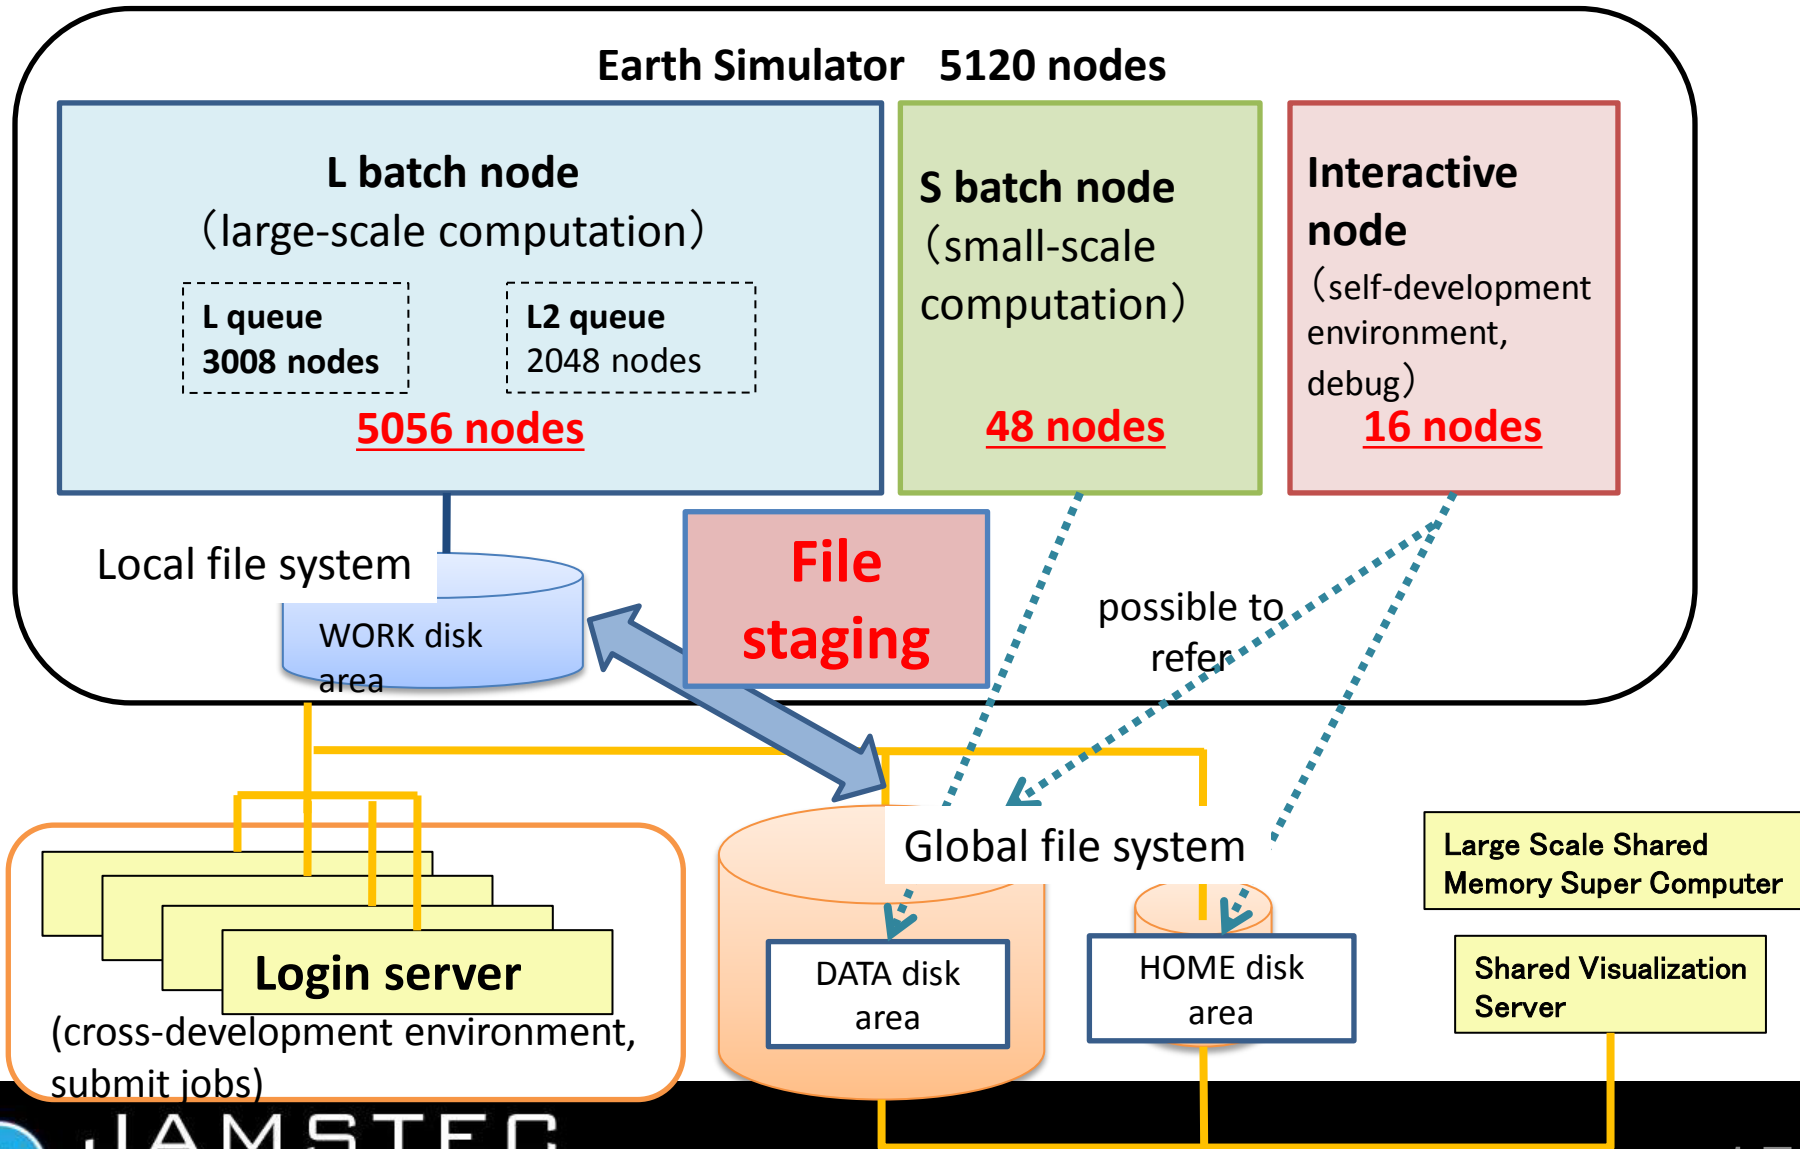 Earth Simulator 5120 nodes
L batch node
（large-scale computation）
L queue
3008 nodes
L2 queue
2048 nodes
5056 nodes
S batch node
（small-scale
computation）
48 nodes
Interactive
node
（self-development
environment,
debug）
16 nodes
Local file system
WORK disk
area
File
staging
possible to
refer
Global file system
DATA disk
area
HOME disk
area
Large Scale Shared
Memory Super Computer
Shared Visualization
Server
Login server
(cross-development environment,
submit jobs)
JAMSTEC